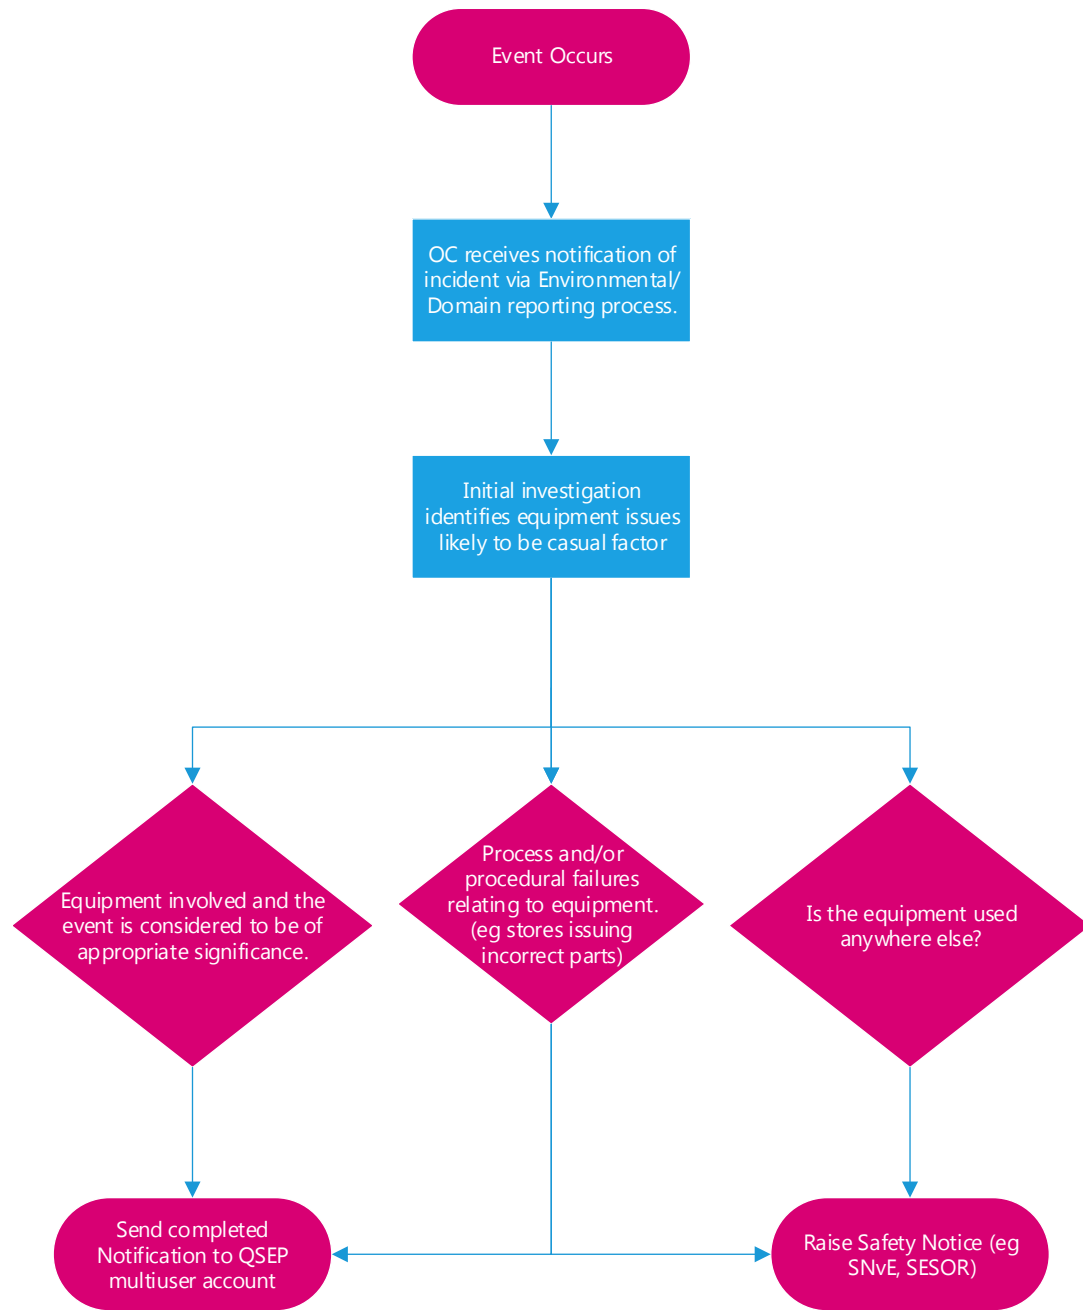 Event Occurs
OC receives notification of
incident via Environmental/
Domain reporting process.
Initial investigation
identifies equipment issues
likely to be casual factor
Equipment involved and the
event is considered to be of
appropriate significance.
Process and/or
procedural failures
relating to equipment.
(eg stores issuing
incorrect parts)
Is the equipment used
anywhere else?
Send completed
Notification to QSEP
multiuser account
Raise Safety Notice (eg
SNvE, SESOR)